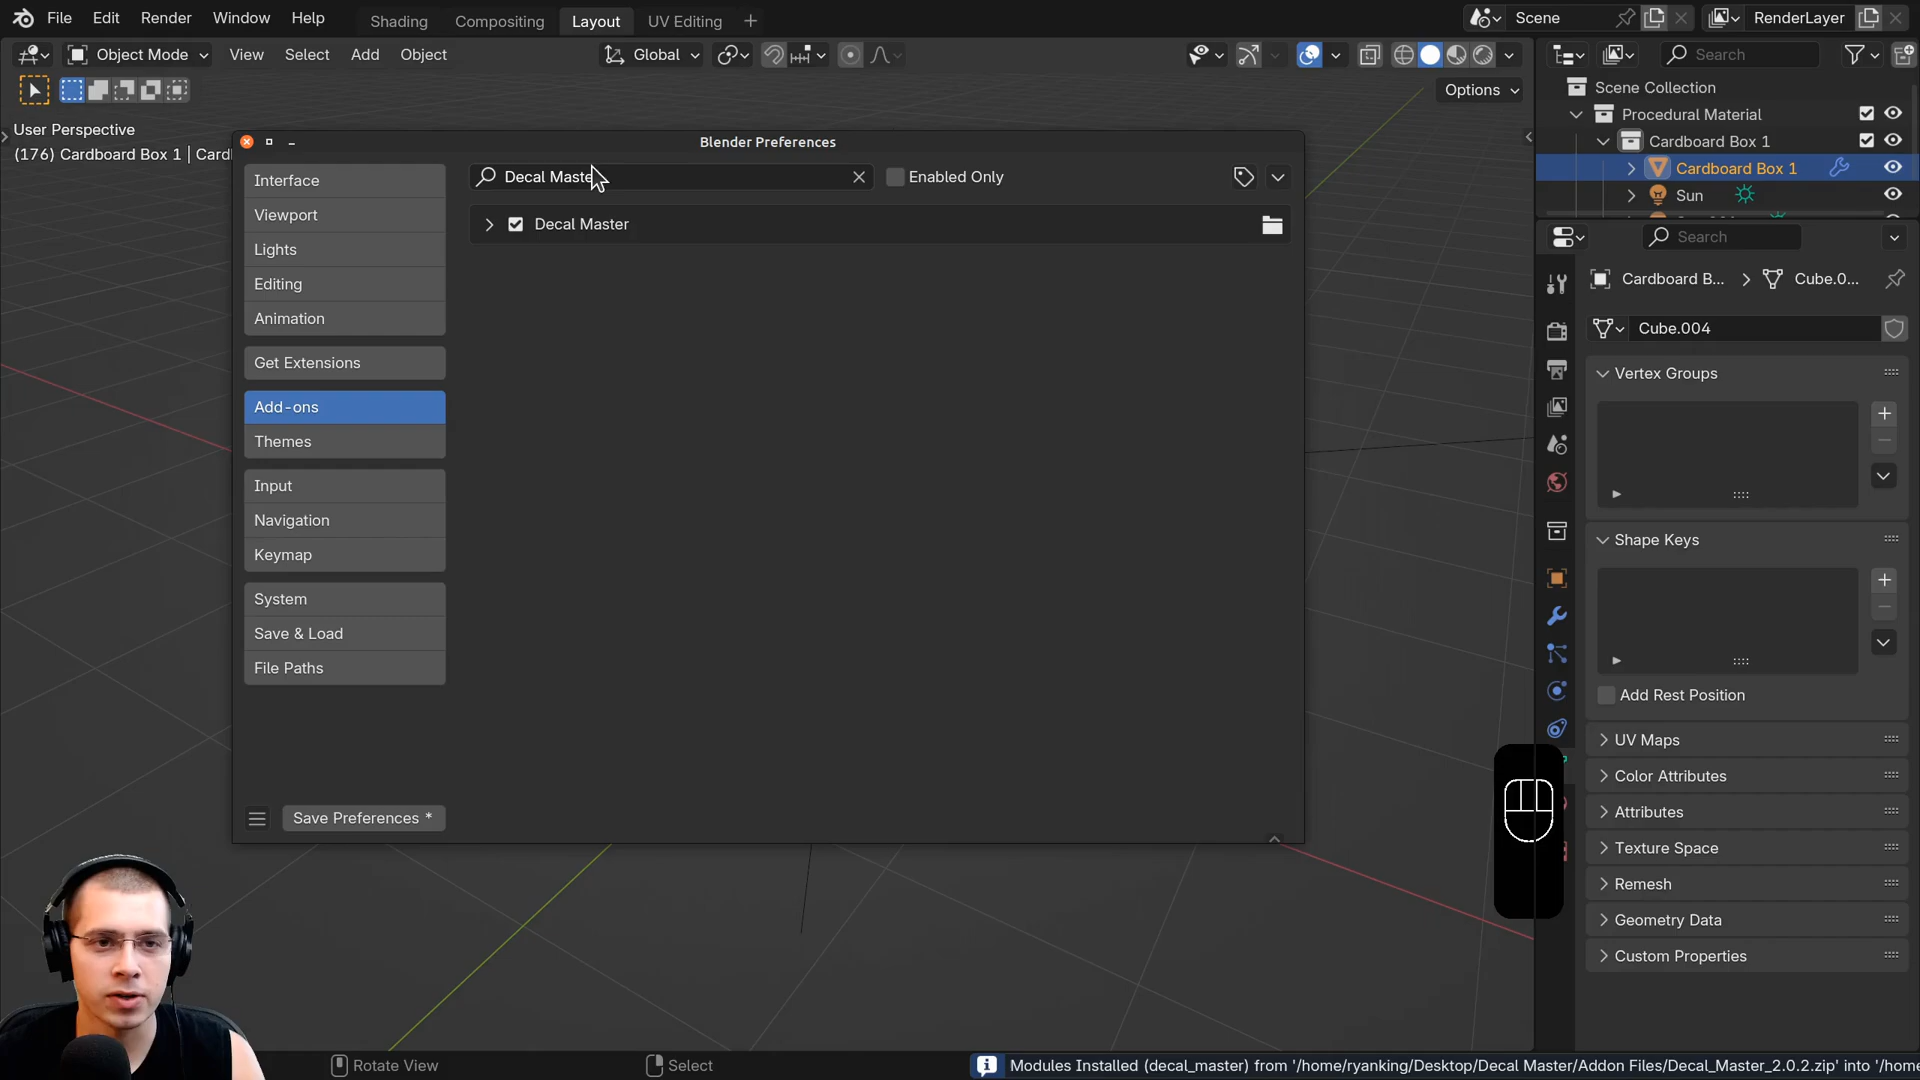 File Edit Render Window Help Shading Compositing Layout UV Editing Scene RenderLayer
Object Mode View Select Add Object Global Search
Options
Scene Collection
User Perspective
Procedural Material
(176) Cardboard Box 1 | Card
Cardboard Box 1
Cardboard Box 1
Sun
Blender Preferences
Interface
Viewport
Lights
Editing
Animation
Get Extensions
Add-ons
Themes
Input
Navigation
Keymap
System
Save & Load
File Paths
Save Preferences *
Decal Master
Enabled Only
Decal Master
Search
Cardboard B...
Cube.0...
Cube.004
Vertex Groups
Shape Keys
Add Rest Position
UV Maps
Color Attributes
Attributes
Texture Space
Remesh
Geometry Data
Custom Properties
Rotate View
Select
Modules Installed (decal_master) from '/home/ryanking/Desktop/Decal Master/Addon Files/Decal_Master_2.0.2.zip' into '/home